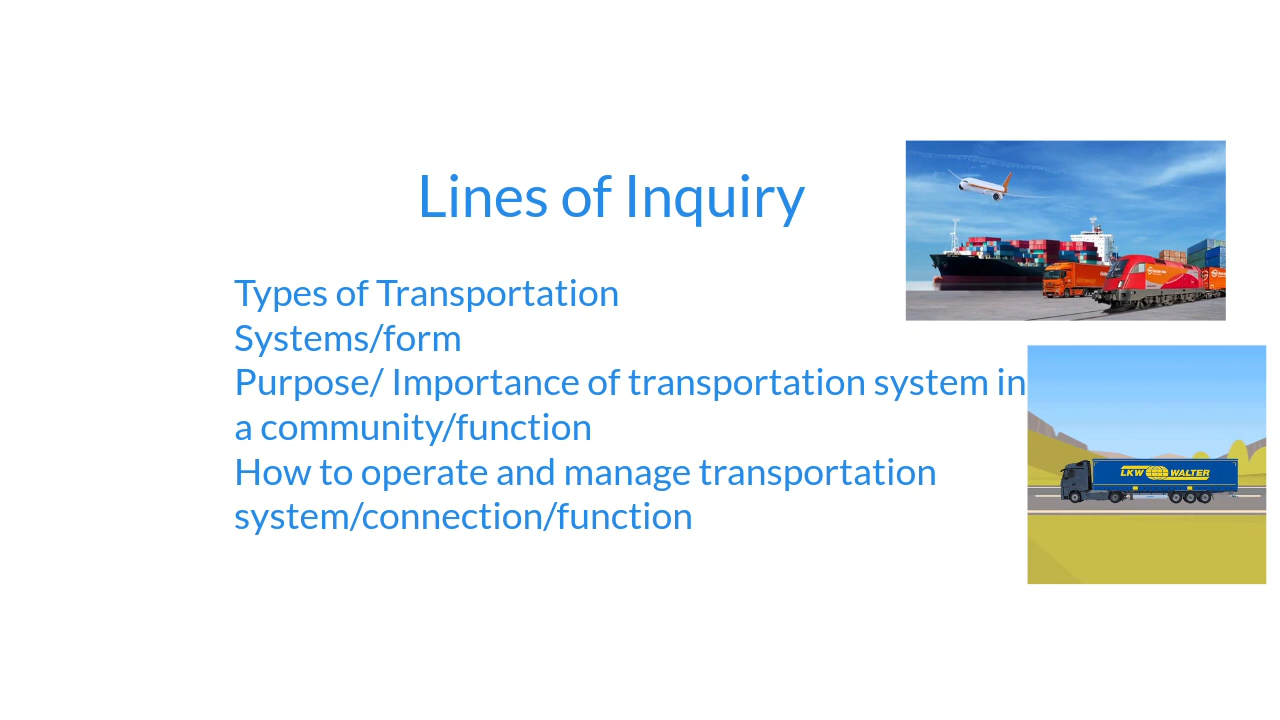 Lines of Inquiry
Types of Transportation
Systems/form
Purpose/ Importance of transportation system in
a community/function
How to operate and manage transportation
system/connection/function
LKW WALTER